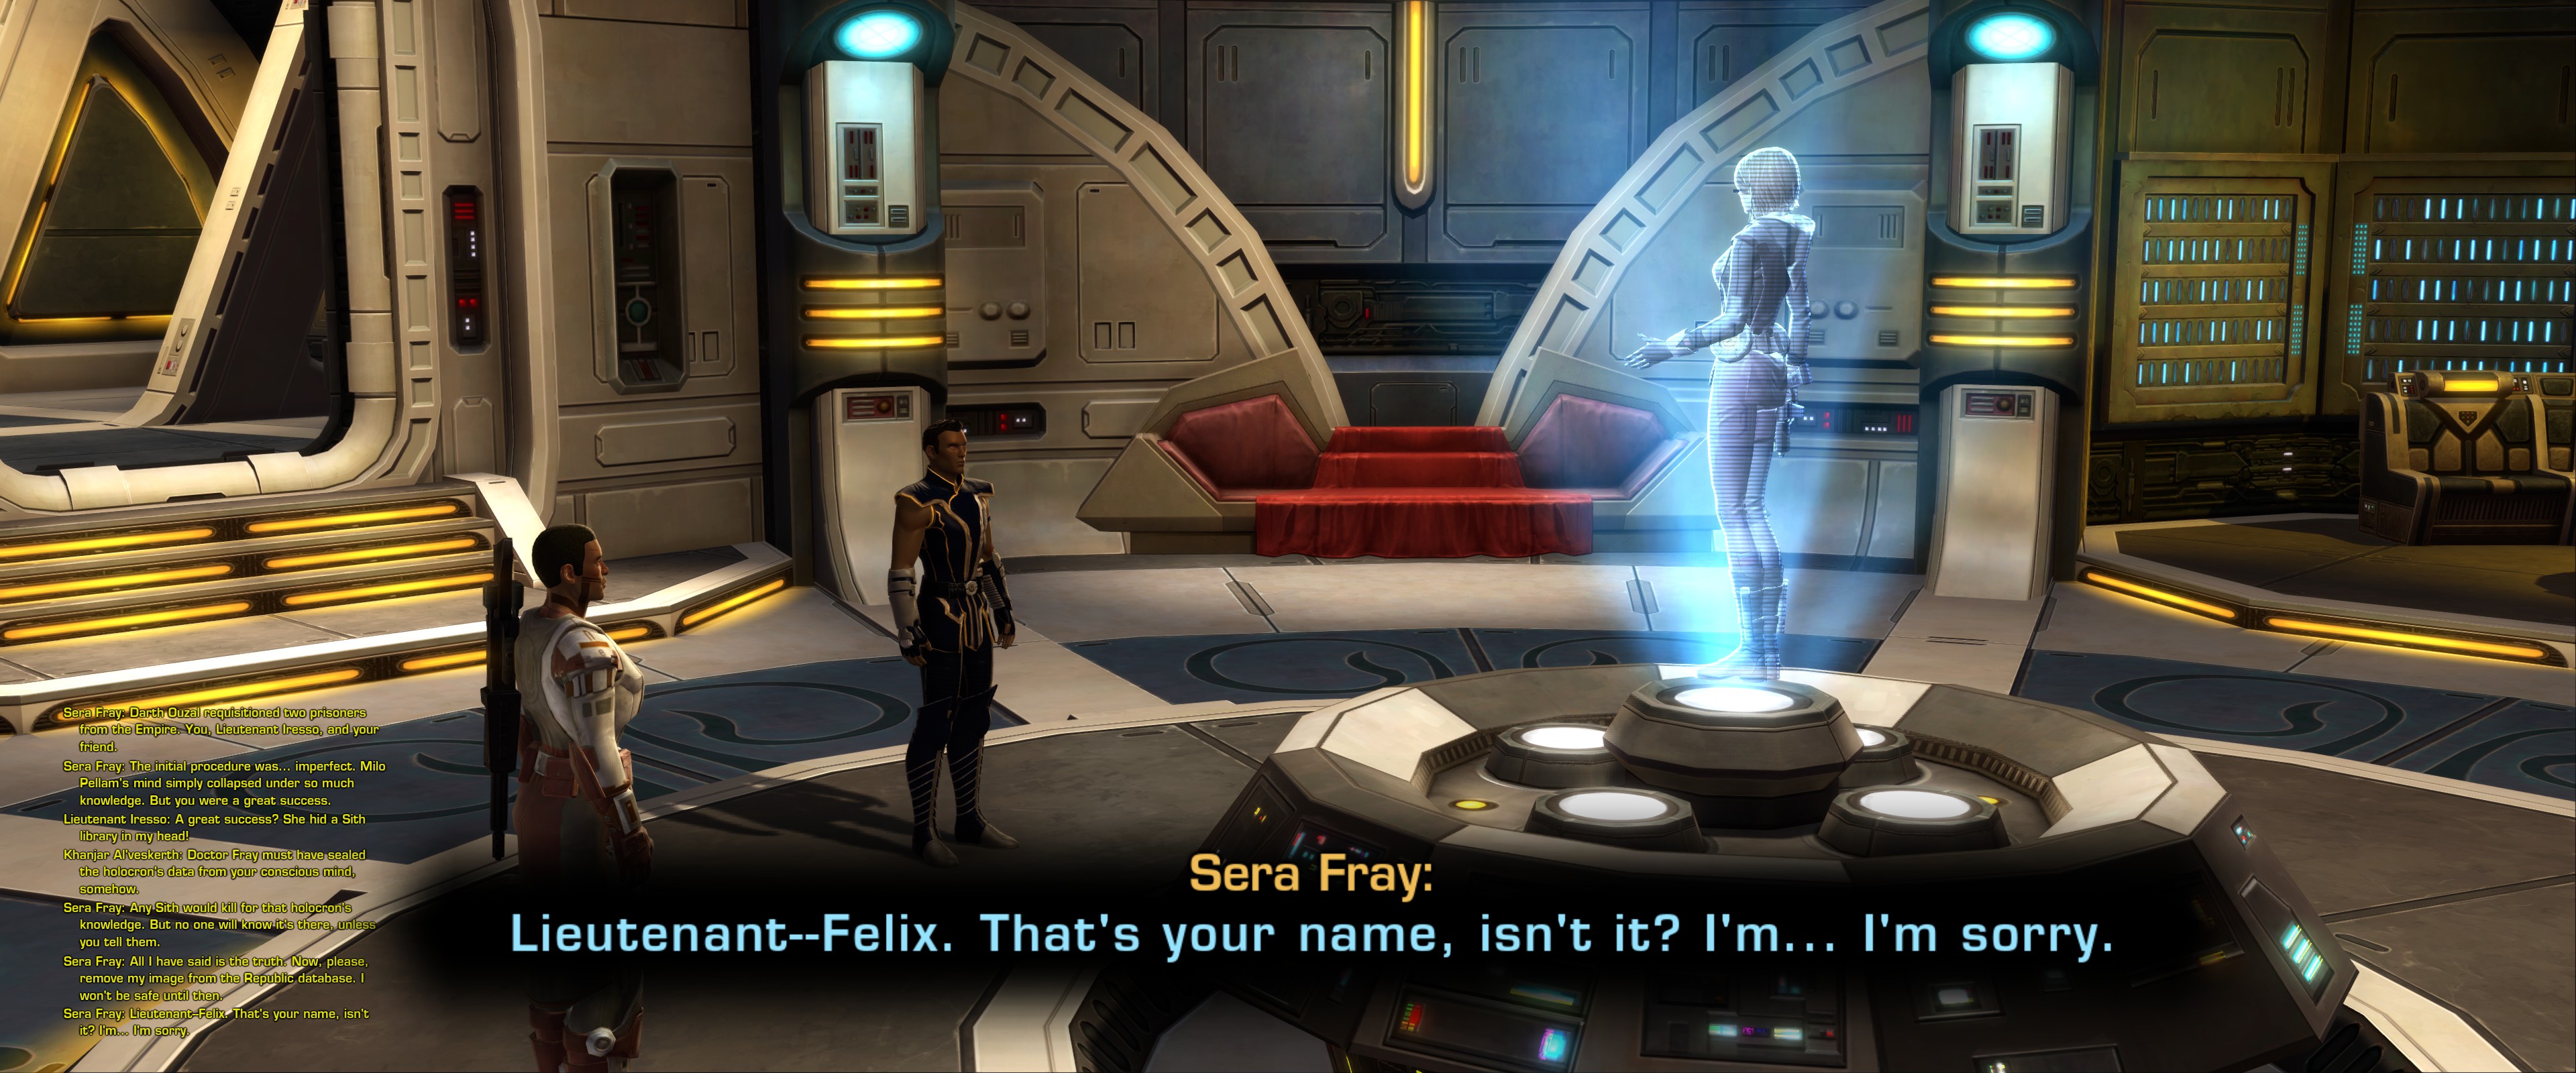 Sera Fray: Darth Ouzal requisitioned two prisoners
from the Empire. You, Lieutenant Iresso, and your
friend.
Sera Fray: The initial procedure was... imperfect. Milo
Pellam's mind simply collapsed under so much
knowledge. But you were a great success.
Lieutenant Iresso: A great success? She hid a Sith
library in my head!
Khanjar Al'veskerth: Doctor Fray must have sealed
the holocron's data from your conscious mind,
somehow.
Sera Fray: Any Sith would kill for that holocron's
knowledge. But no one will know it's there, unless
you tell them.
Sera Fray: All I have said is the truth. Now, please,
remove my image from the Republic database. I
won't be safe until then.
Sera Fray: Lieutenant--Felix. That's your name, isn't
it? I'm... I'm sorry.
Sera Fray:
Lieutenant--Felix. That's your name, isn't it? I'm... I'm sorry.